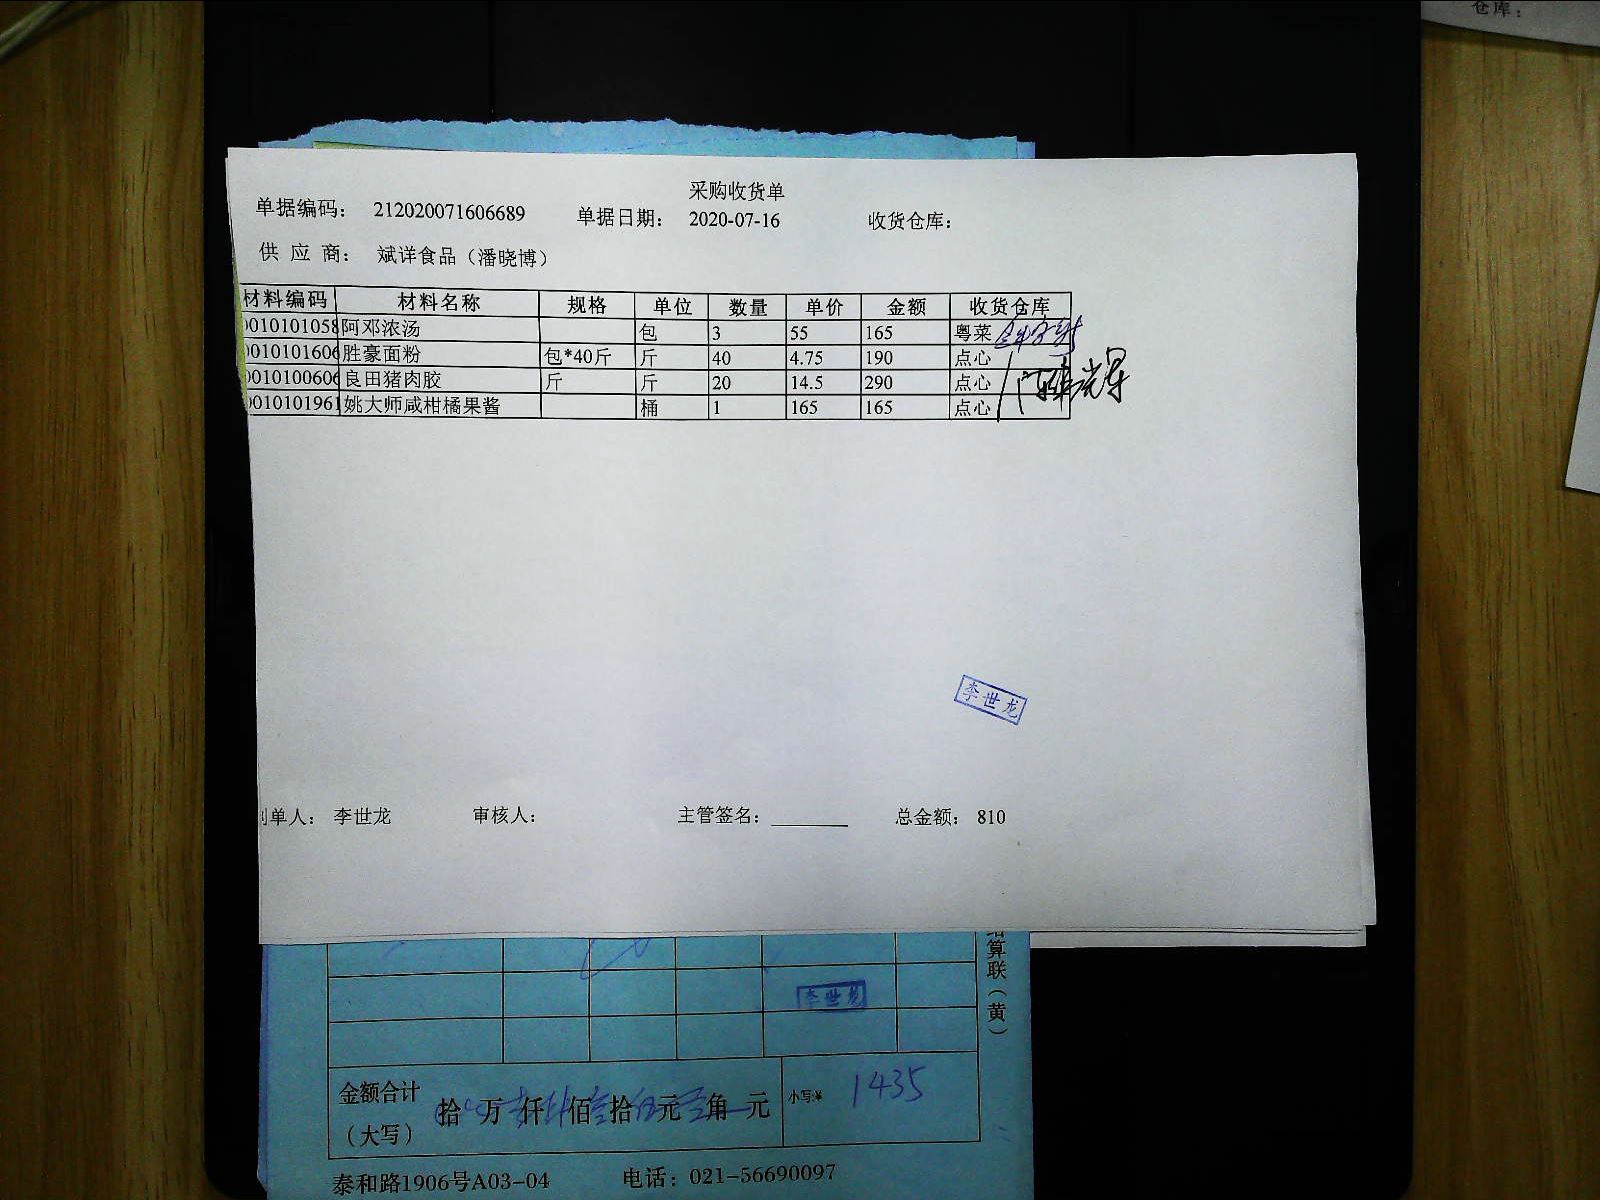 仓库：
采购收货单
单据编码： 212020071606689 单据日期： 2020-07-16 收货仓库：
供 应 商： 斌详食品（潘晓博）
材料编码 材料名称 规格 单位 数量 单价 金额 收货仓库
0010101058 阿邓浓汤 包 3 55 165 粤菜
0010101606 胜豪面粉 包*40斤 斤 40 4.75 190 点心
0010100606 良田猪肉胶 斤 斤 20 14.5 290 点心
0010101961 姚大师咸柑橘果酱 桶 1 165 165 点心
李世龙
制单人： 李世龙 审核人： 主管签名： 总金额： 810
结算联（黄）
李世龙
金额合计（大写） 拾 万 仟 佰 拾 元 角 元 小写:¥ 1435
泰和路1906号A03-04 电话：021-56690097